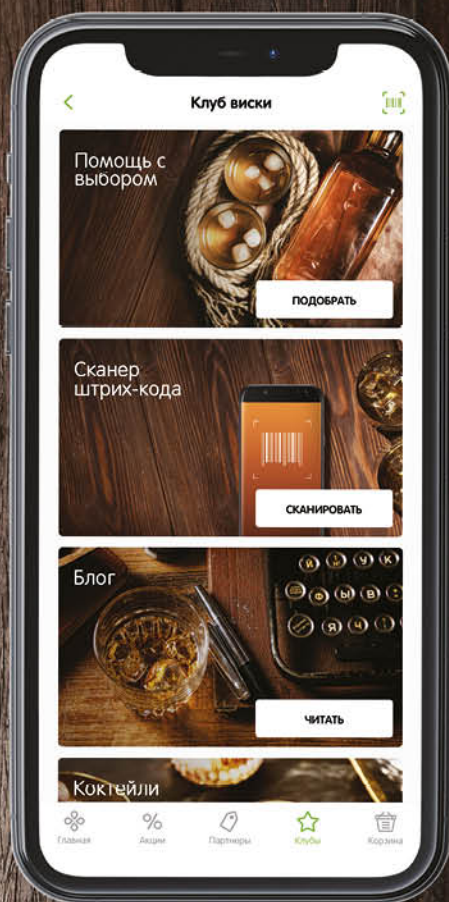 Клуб виски
Помощь с
выбором
ПОДОБРАТЬ
Сканер
штрих-кода
СКАНИРОВАТЬ
Блог
Й
У
К
Ф
Ы
В
Я
Ч
ЧИТАТЬ
Коктейли
Главная
%
Акции
Партнеры
Клубы
Корзина